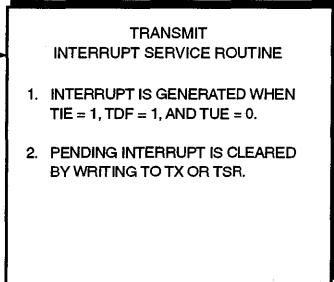 TRANSMIT
INTERRUPT SERVICE ROUTINE
1. INTERRUPT IS GENERATED WHEN
TIE = 1, TDF = 1, AND TUE = 0.
2. PENDING INTERRUPT IS CLEARED
BY WRITING TO TX OR TSR.